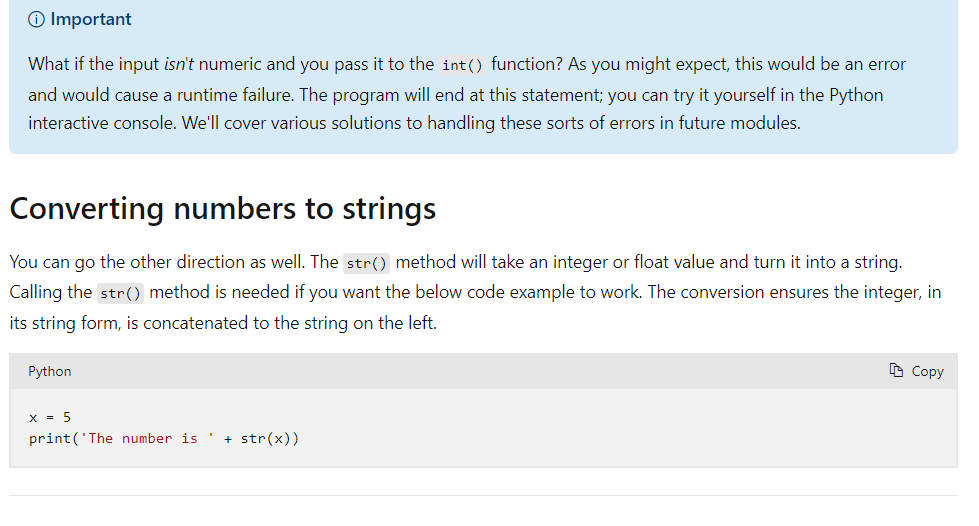 Important
What if the input isn't numeric and you pass it to the int() function? As you might expect, this would be an error
and would cause a runtime failure. The program will end at this statement; you can try it yourself in the Python
interactive console. We'll cover various solutions to handling these sorts of errors in future modules.
Converting numbers to strings
You can go the other direction as well. The str() method will take an integer or float value and turn it into a string.
Calling the str() method is needed if you want the below code example to work. The conversion ensures the integer, in
its string form, is concatenated to the string on the left.
Python Copy
x = 5
print('The number is ' + str(x))